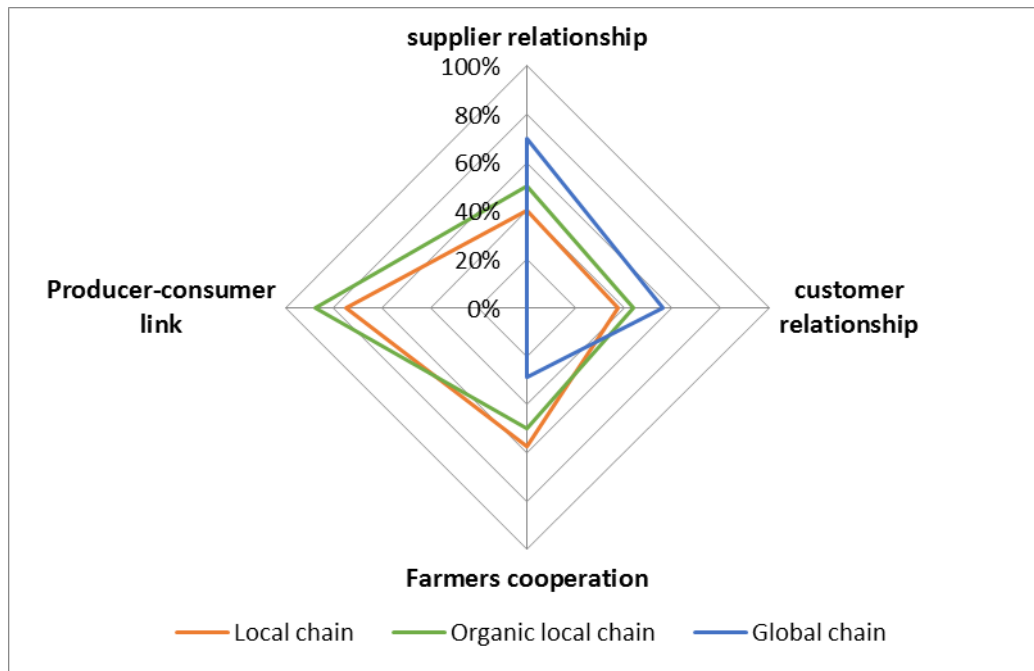 supplier relationship
100%
80%
60%
40%
20%
0%
Producer-consumer
link
customer
relationship
Farmers cooperation
Local chain
Organic local chain
Global chain